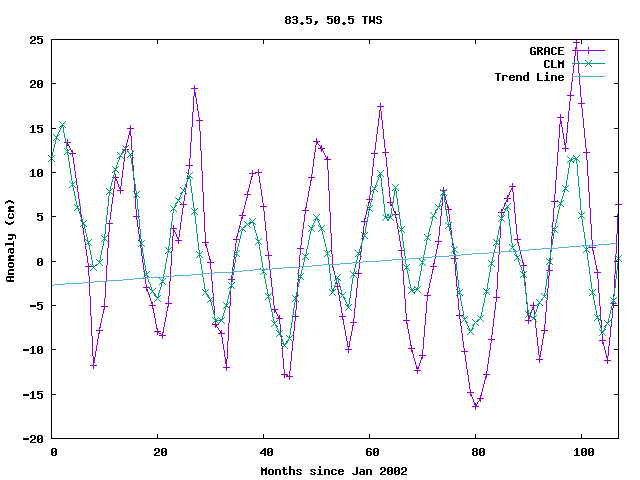 83.5, 50.5 TWS
GRACE
CLM
Trend Line
25
20
15
10
5
0
-5
-10
-15
-20
Anomaly (cm)
0 20 40 60 80 100
Months since Jan 2002